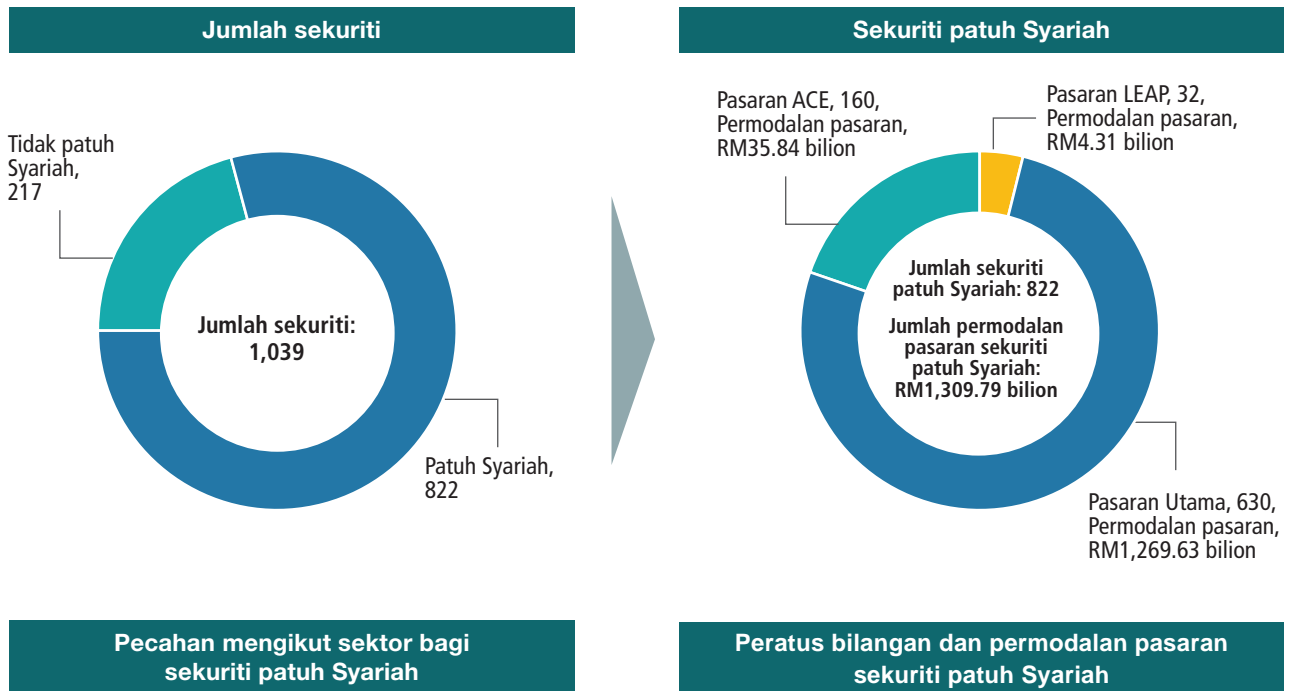 Jumlah sekuriti
Tidak patuh
Syariah,
217
Jumlah sekuriti:
1,039
Patuh Syariah,
822
Sekuriti patuh Syariah
Pasaran ACE, 160,
Permodalan pasaran,
RM35.84 bilion
Pasaran LEAP, 32,
Permodalan pasaran,
RM4.31 bilion
Jumlah sekuriti
patuh Syariah: 822
Jumlah permodalan
pasaran sekuriti
patuh Syariah:
RM1,309.79 bilion
Pasaran Utama, 630,
Permodalan pasaran,
RM1,269.63 bilion
Pecahan mengikut sektor bagi
sekuriti patuh Syariah
Peratus bilangan dan permodalan pasaran
sekuriti patuh Syariah